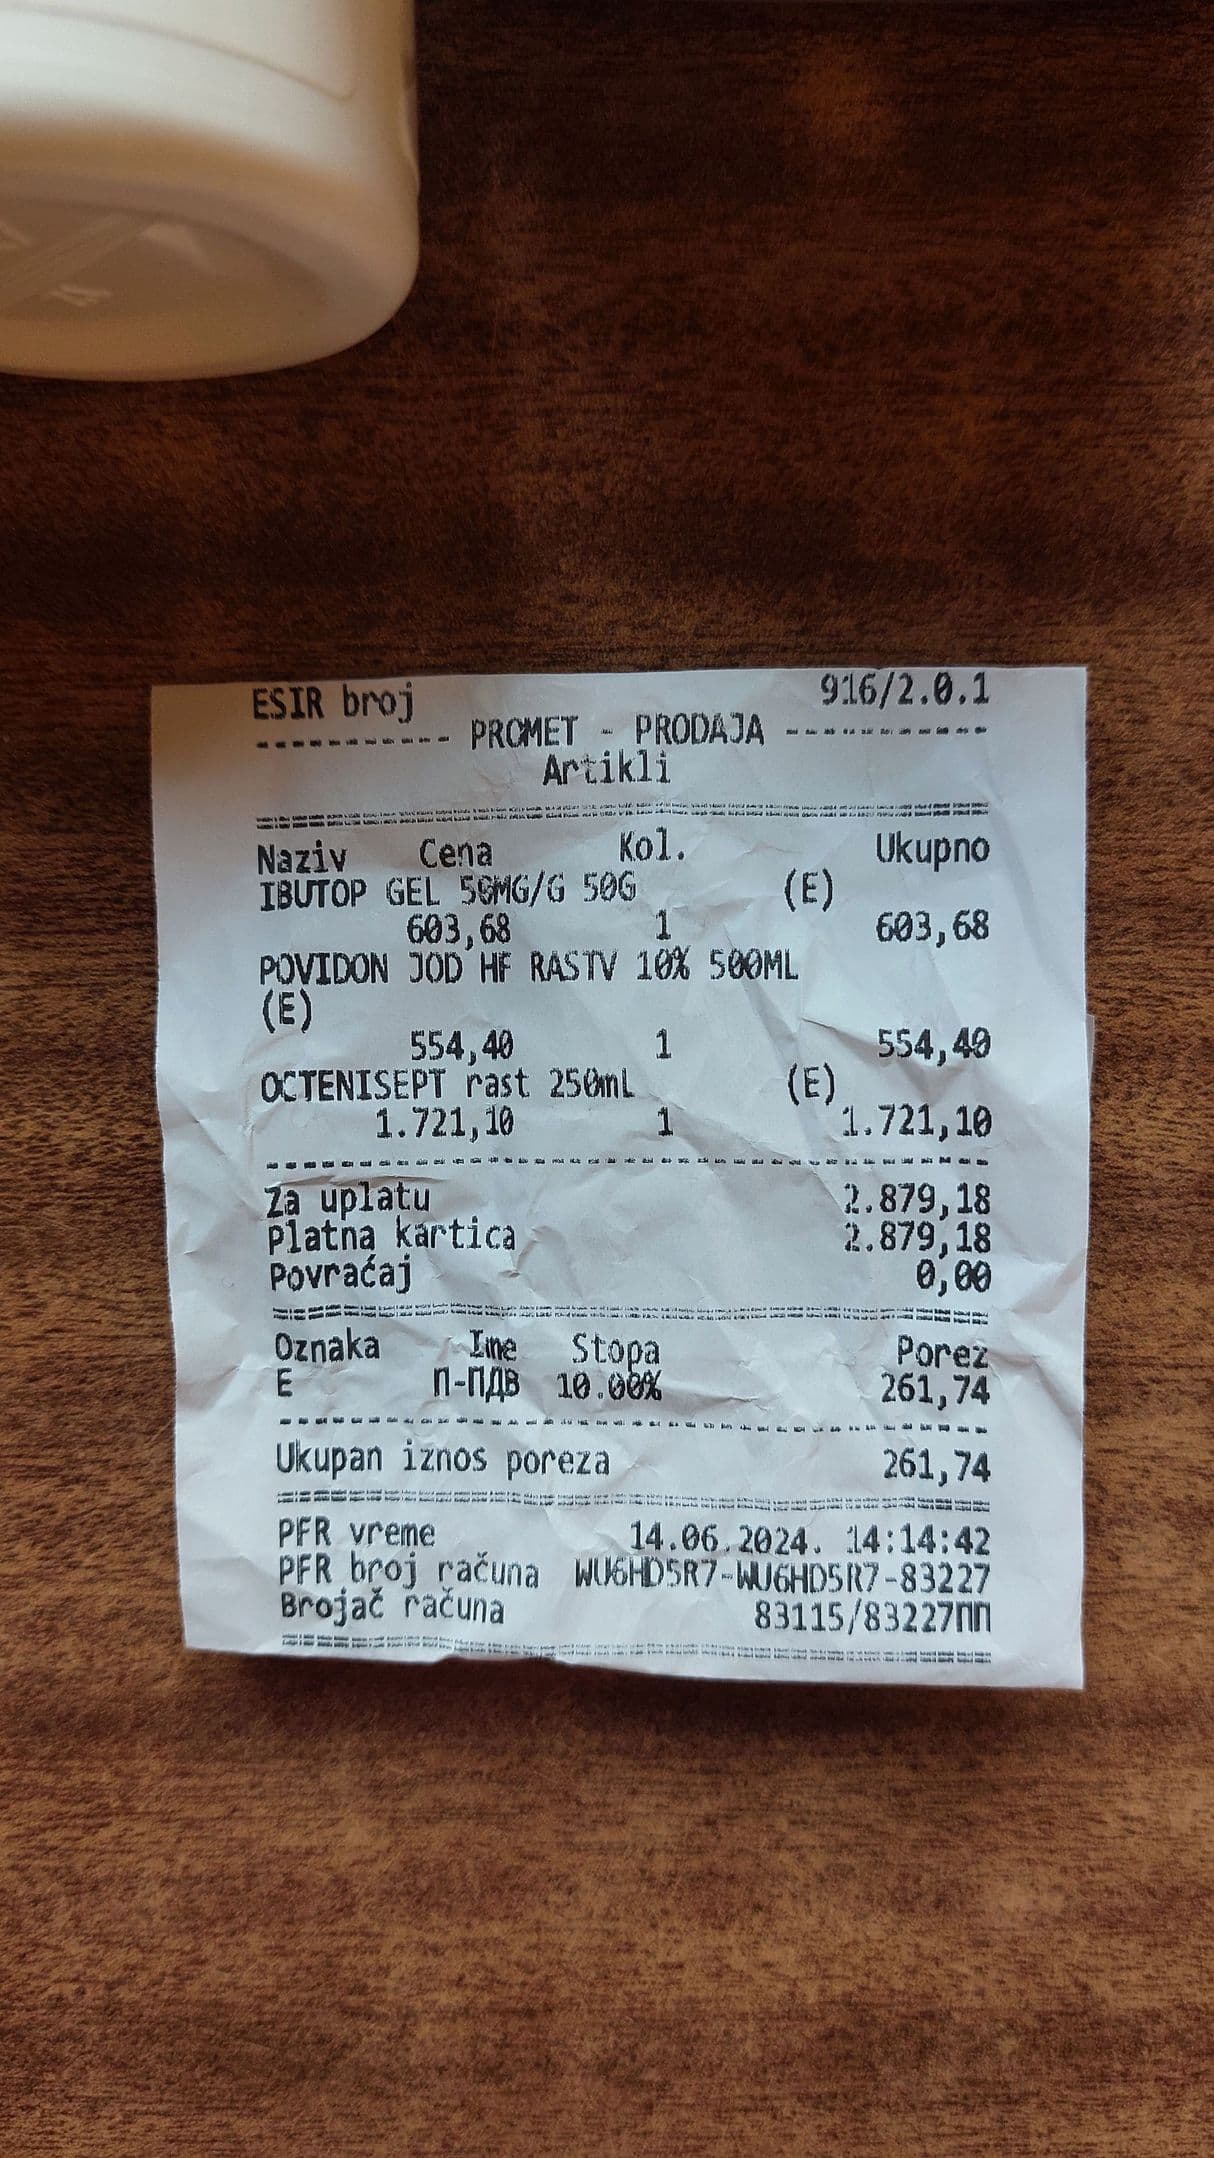 ESIR broj 916/2.0.1
----------- PROMET - PRODAJA -----------
Artikli
========================================
Naziv Cena Kol. Ukupno
IBUTOP GEL 50MG/G 50G (E)
603,68 1 603,68
POVIDON JOD HF RASTV 10% 500ML
(E)
554,40 1 554,40
OCTENISEPT rast 250mL (E)
1.721,10 1 1.721,10
----------------------------------------
Za uplatu 2.879,18
Platna kartica 2.879,18
Povraćaj 0,00
========================================
Oznaka Ime Stopa Porez
E П-ПДВ 10.00% 261,74
----------------------------------------
Ukupan iznos poreza 261,74
========================================
PFR vreme 14.06.2024. 14:14:42
PFR broj računa WU6HD5R7-WU6HD5R7-83227
Brojač računa 83115/83227ПП
========================================